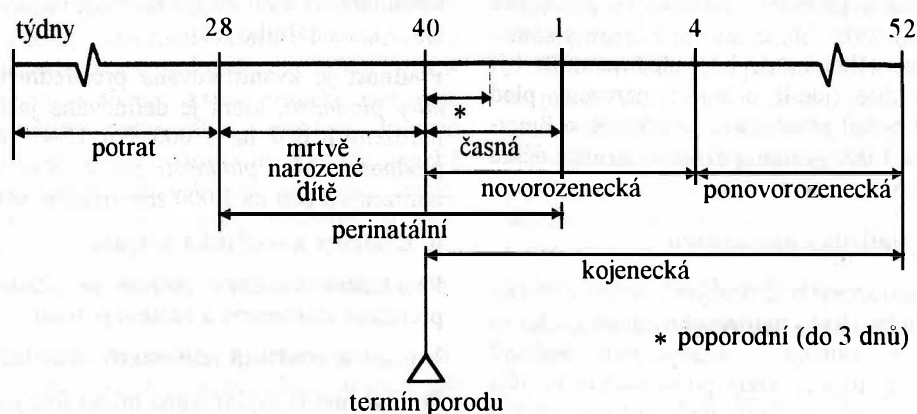 týdny 28 40 1 4 52
*
potrat mrtvě časná
narozené
dítě novorozenecká ponovorozenecká
perinatální
kojenecká
* poporodní (do 3 dnů)
termín porodu